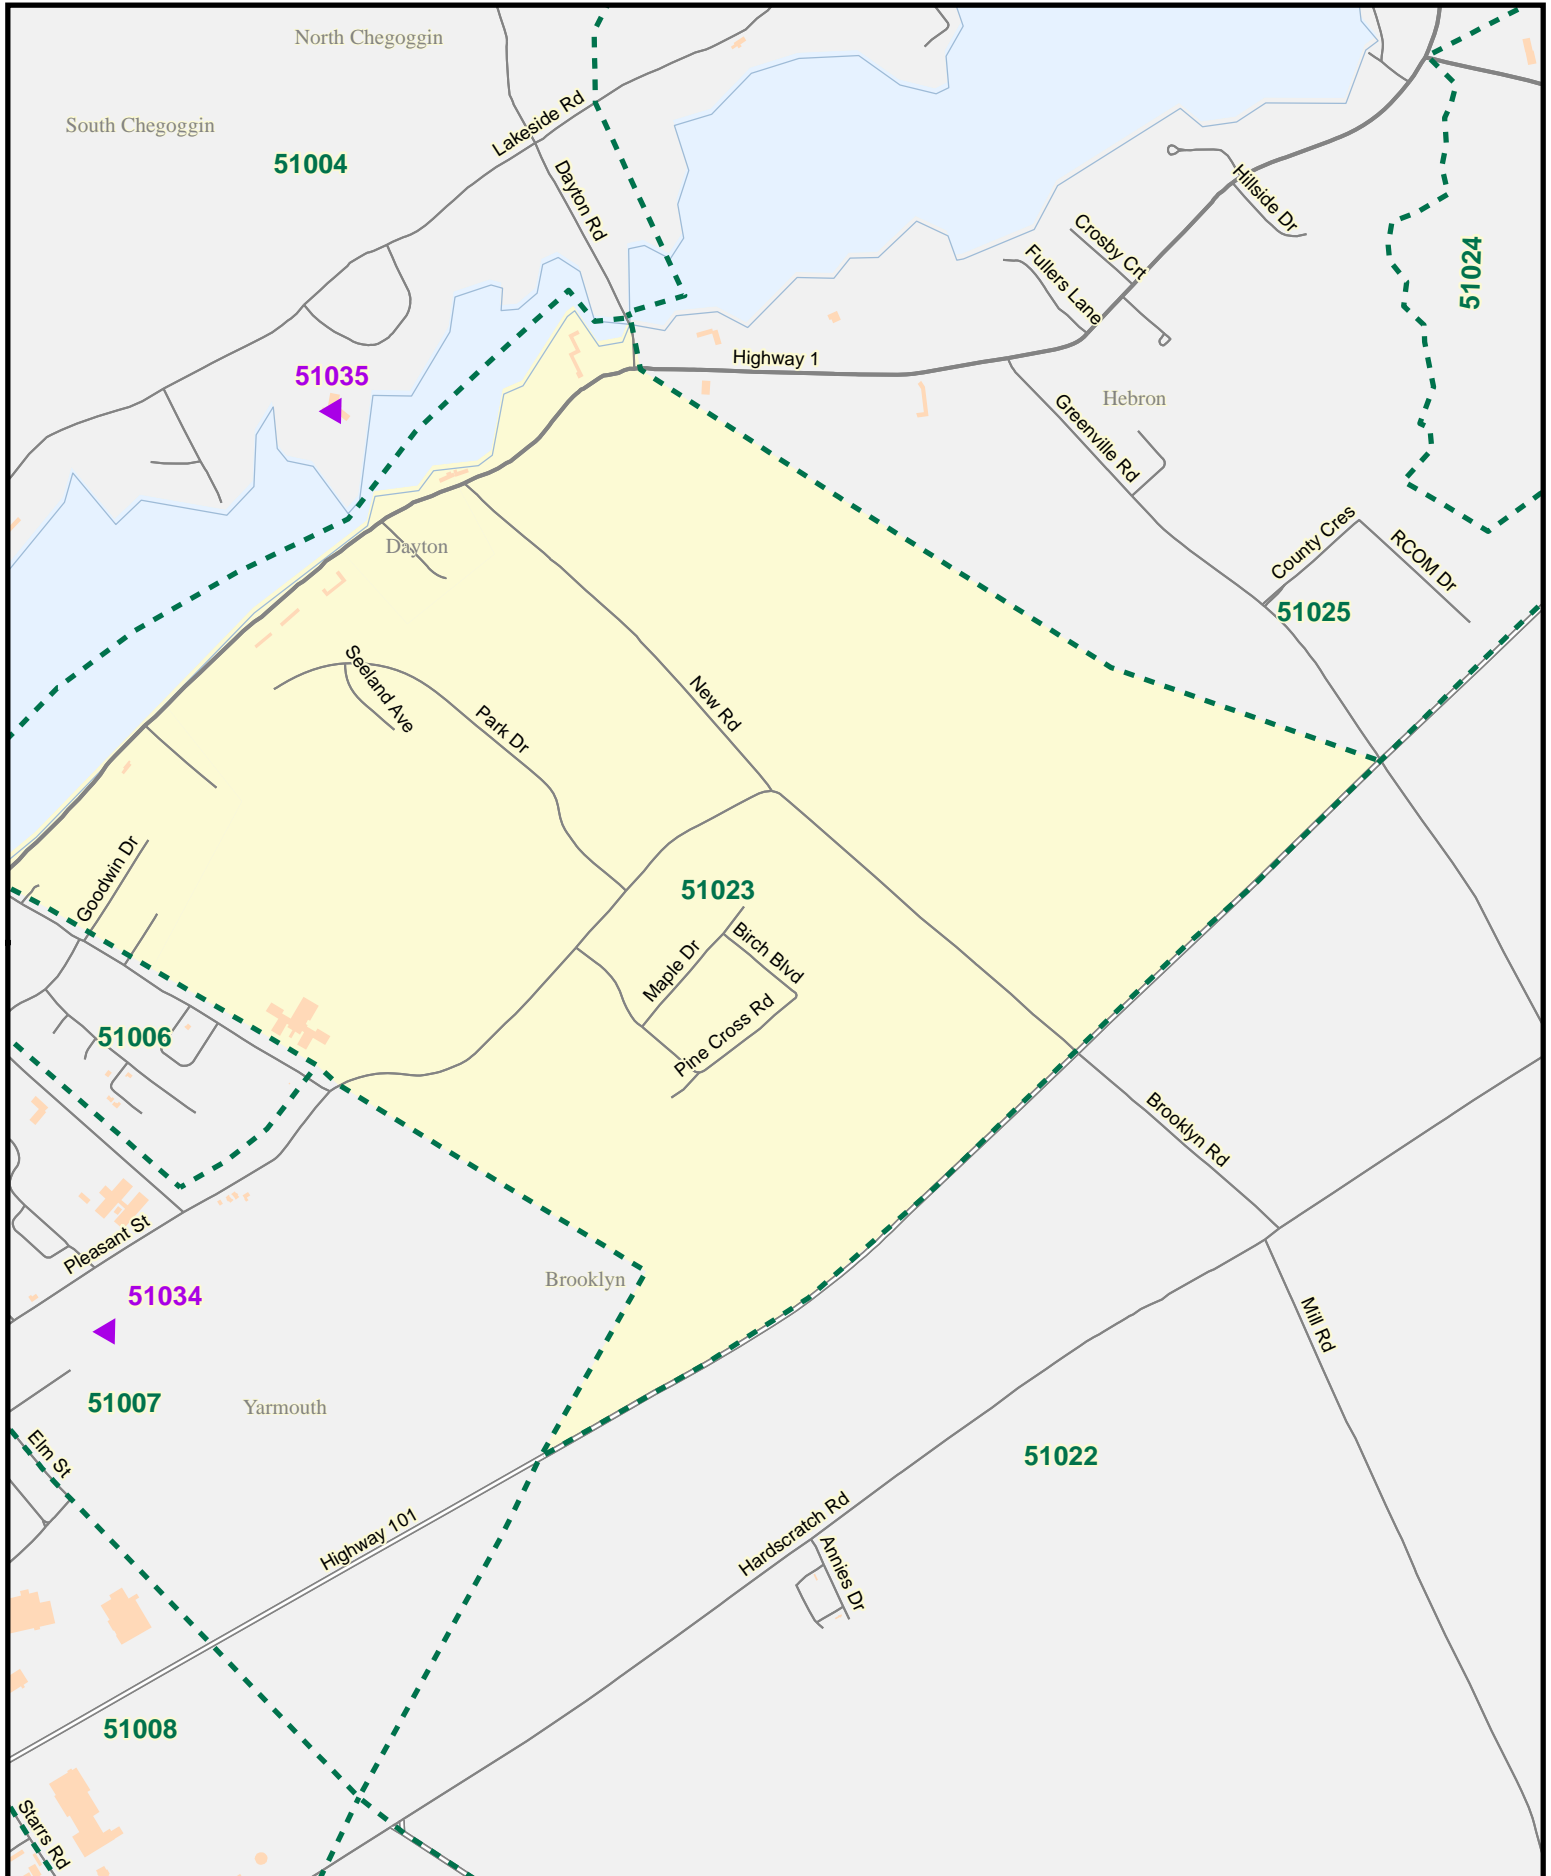 North Chegoggin
South Chegoggin
51004
Lakeside Rd
Dayton Rd
Hillside Dr
Crosby Crt
Fullers Lane
51024
51035
Highway 1
Hebron
Greenville Rd
County Cres
RCOM Dr
51025
Dayton
Seeland Ave
Park Dr
New Rd
Goodwin Dr
51023
Maple Dr
Birch Blvd
Pine Cross Rd
51006
Brooklyn Rd
Pleasant St
Brooklyn
51034
Mill Rd
51007
Yarmouth
Elm St
51022
Highway 101
Hardscratch Rd
Annies Dr
51008
Starrs Rd